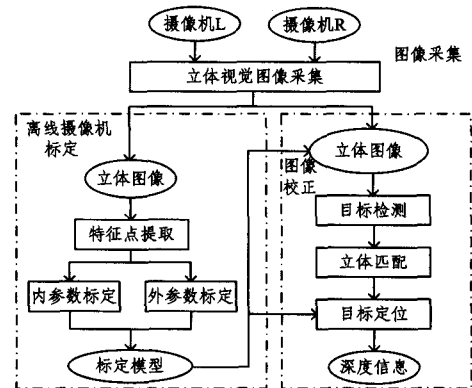 摄像机L
摄像机R
图像采集
立体视觉图像采集
离线摄像机
标定
立体图像
图像
校正
立体图像
特征点提取
目标检测
内参数标定
外参数标定
立体匹配
目标定位
标定模型
深度信息